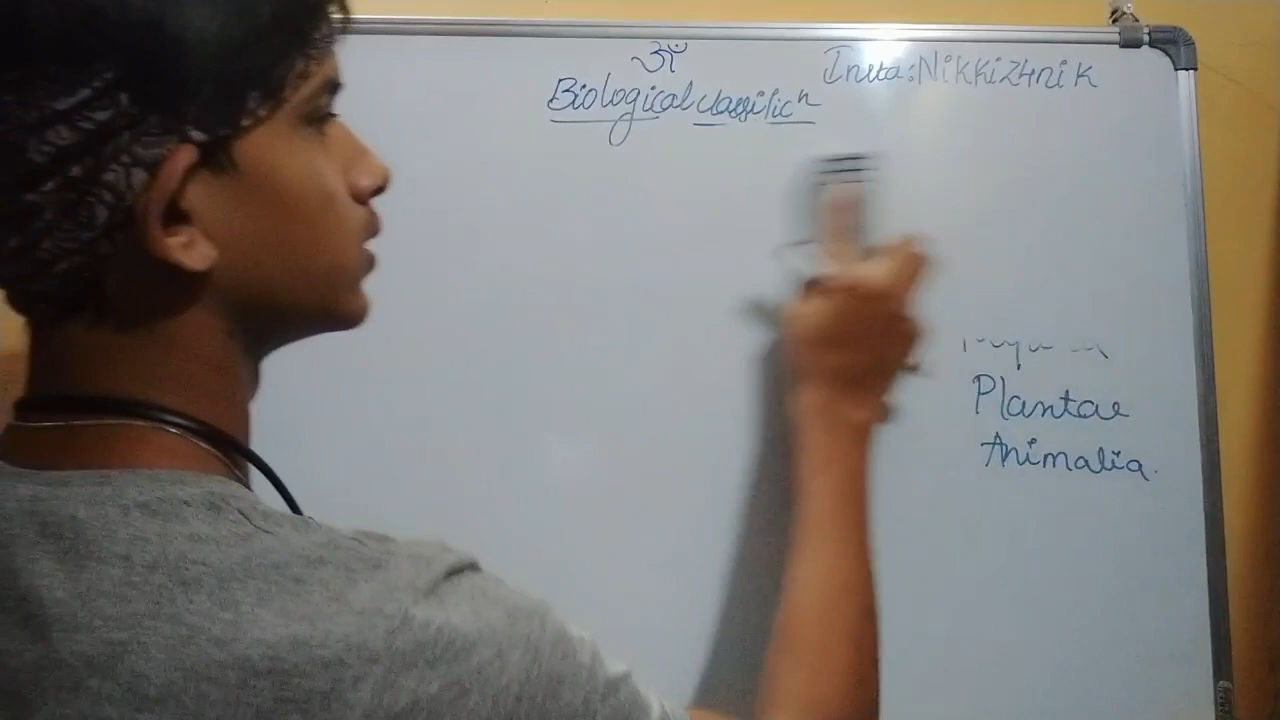 ॐ
Insta:Nikki24nik
Biological classificⁿ
Plantae
Animalia.